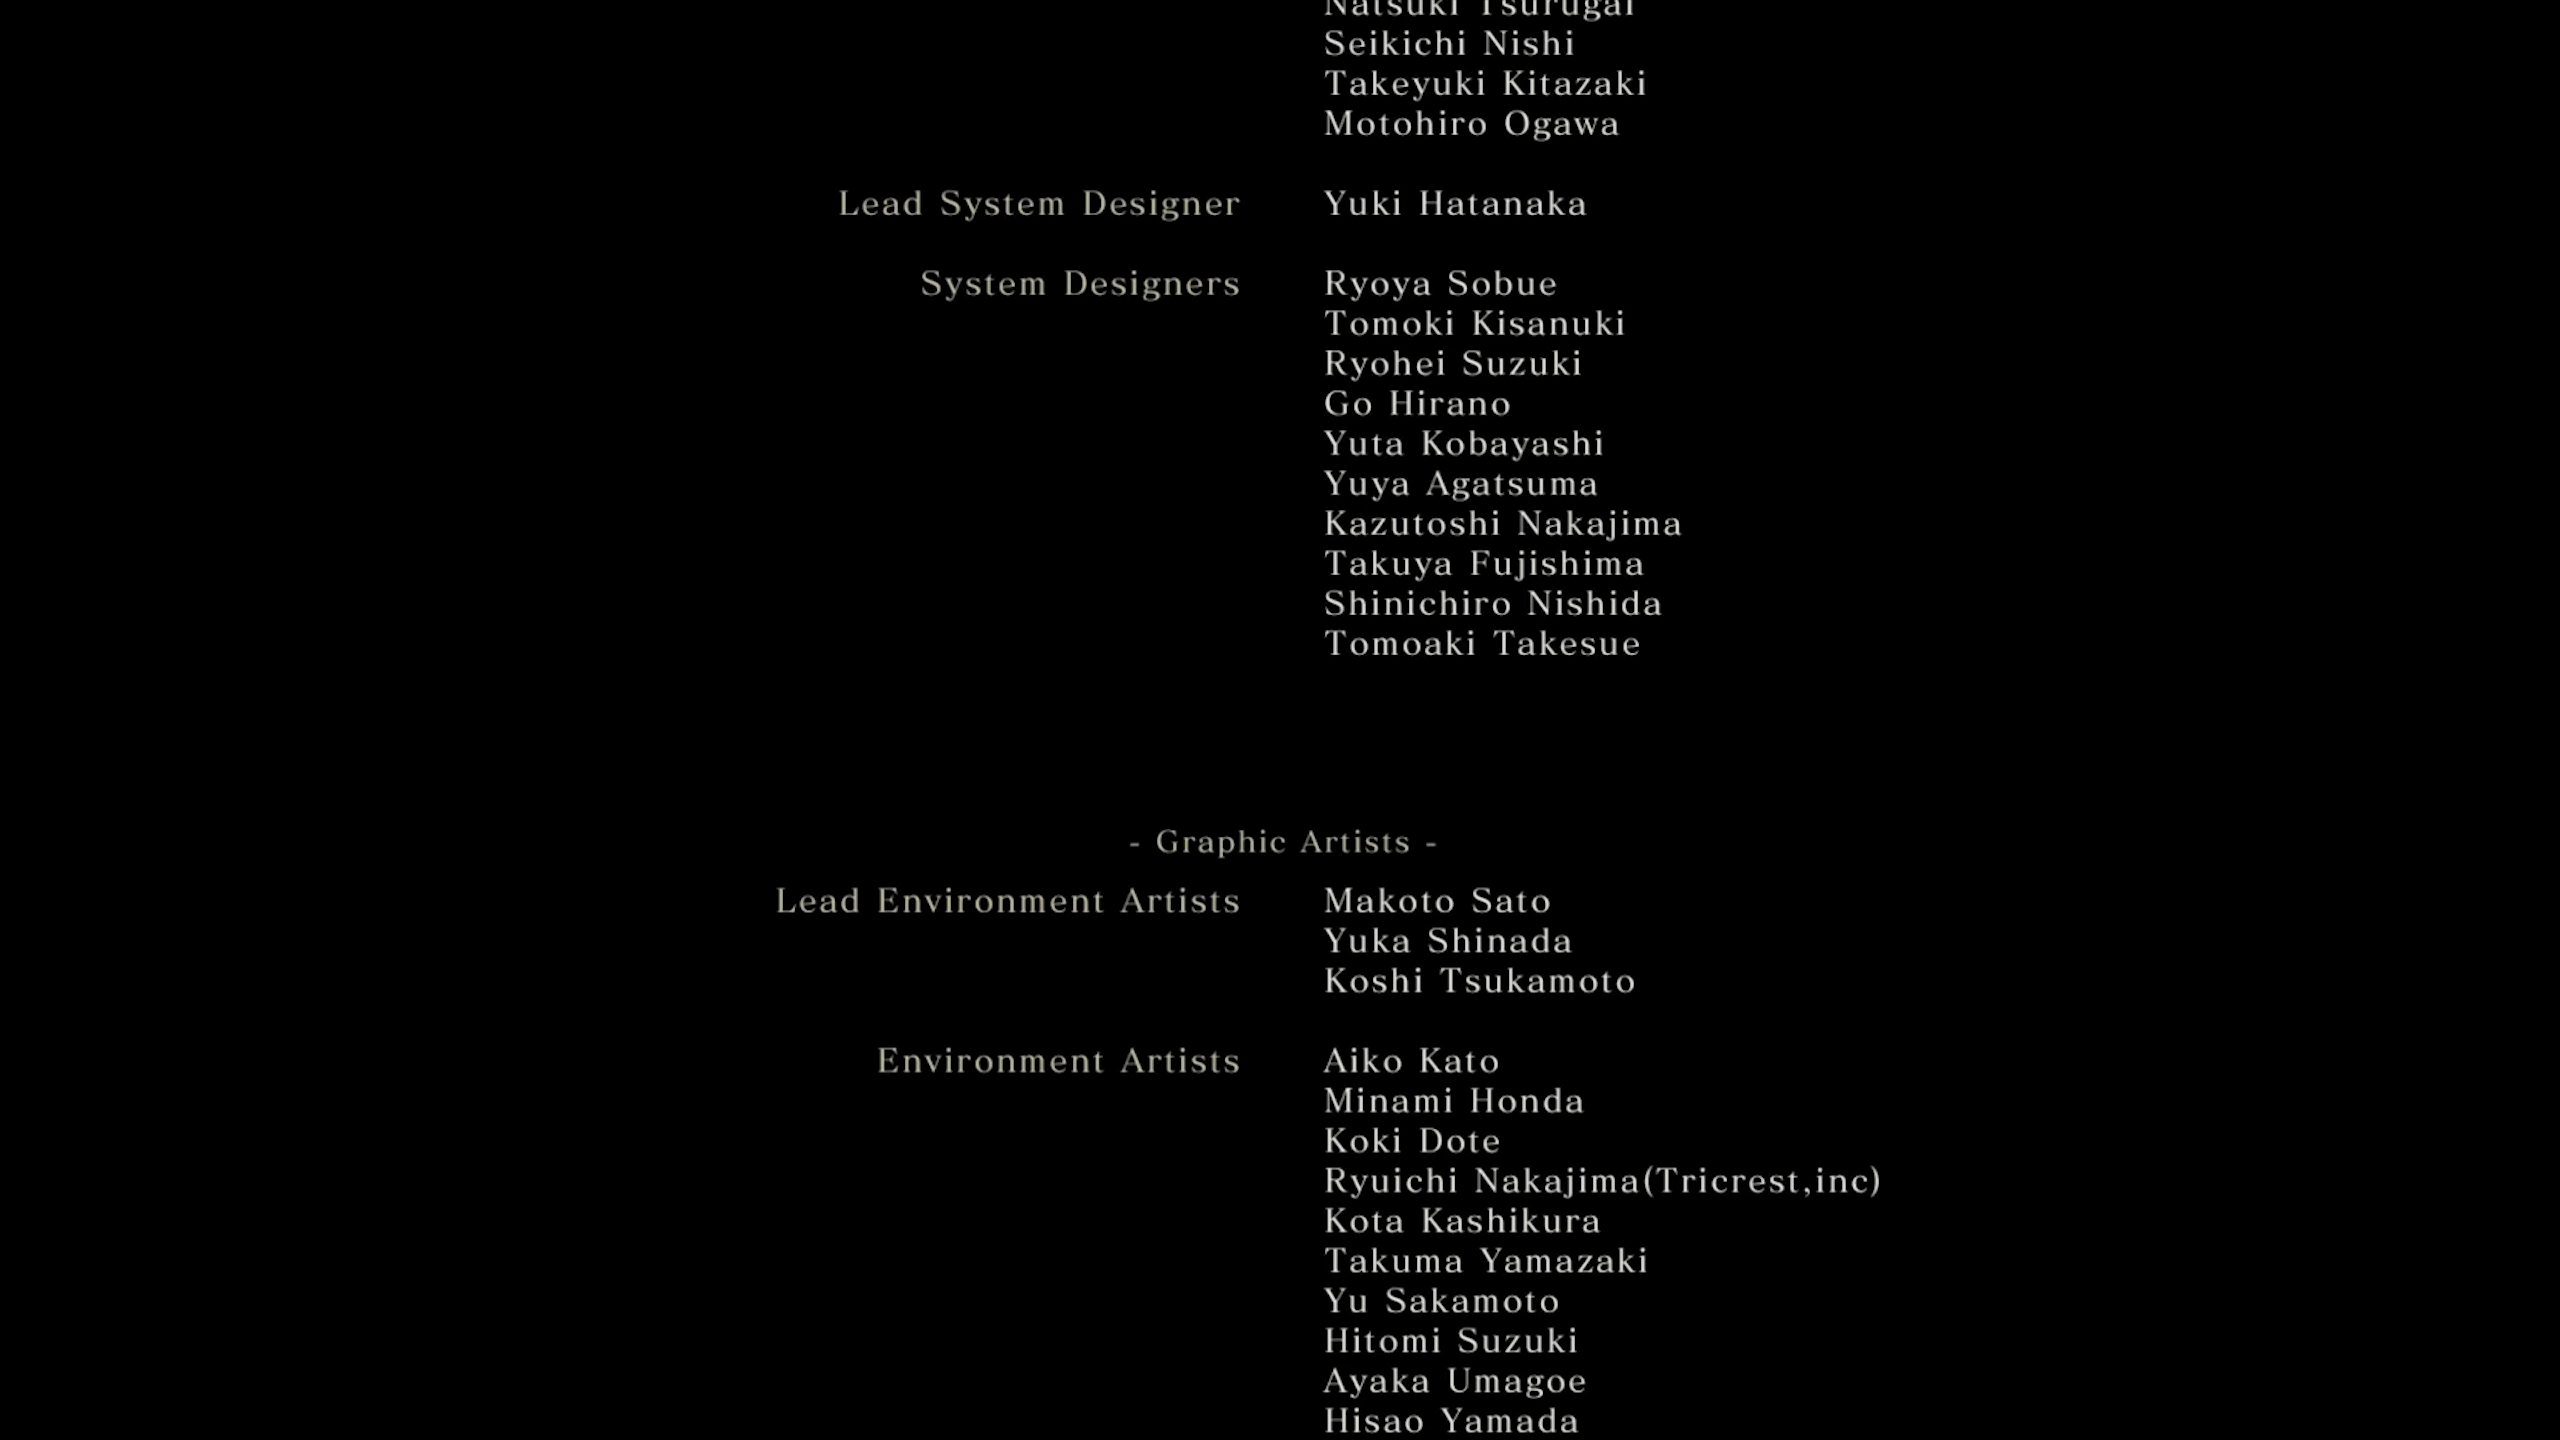 Natsuki Tsurugai
Seikichi Nishi
Takeyuki Kitazaki
Motohiro Ogawa
Lead System Designer Yuki Hatanaka
System Designers Ryoya Sobue
Tomoki Kisanuki
Ryohei Suzuki
Go Hirano
Yuta Kobayashi
Yuya Agatsuma
Kazutoshi Nakajima
Takuya Fujishima
Shinichiro Nishida
Tomoaki Takesue
- Graphic Artists -
Lead Environment Artists Makoto Sato
Yuka Shinada
Koshi Tsukamoto
Environment Artists Aiko Kato
Minami Honda
Koki Dote
Ryuichi Nakajima(Tricrest,inc)
Kota Kashikura
Takuma Yamazaki
Yu Sakamoto
Hitomi Suzuki
Ayaka Umagoe
Hisao Yamada